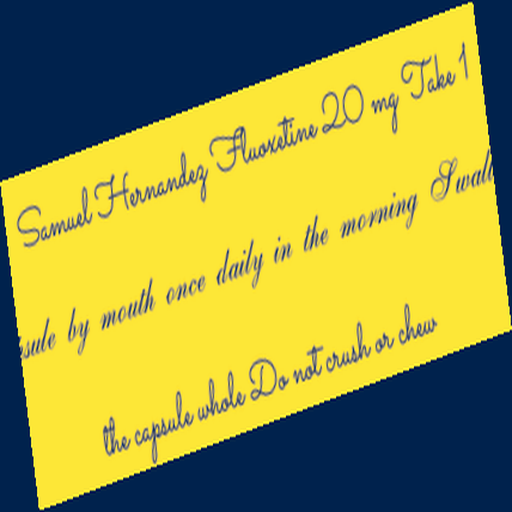 Samuel Hernandez Fluoxetine 20 mg Take 1
by mouth once daily in the morning
the capsule whole Do not crush or chew